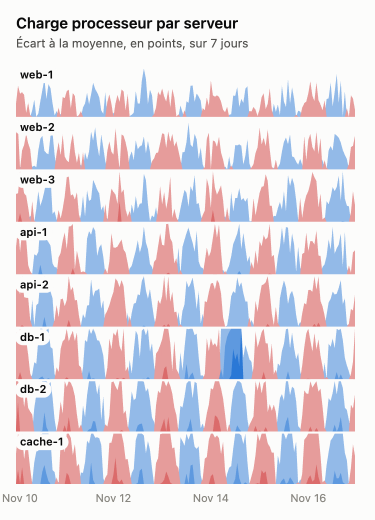 Charge processeur par serveur
Écart à la moyenne, en points, sur 7 jours
web-1
web-2
web-3
api-1
api-2
db-1
db-2
cache-1
Nov 10 Nov 12 Nov 14 Nov 16